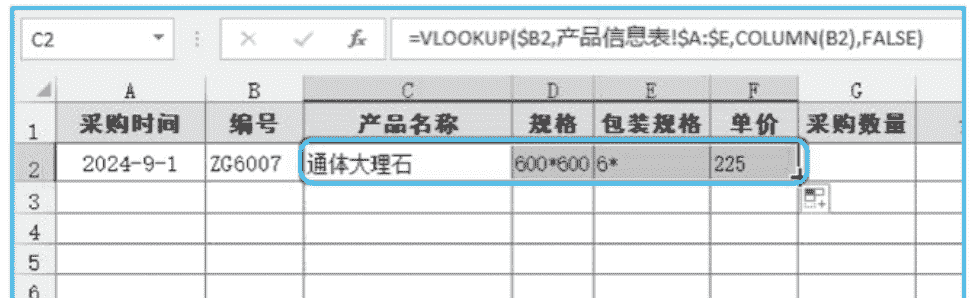 C2 fx =VLOOKUP($B2,产品信息表!$A:$E,COLUMN(B2),FALSE)
A B C D E F G
1 采购时间 编号 产品名称 规格 包装规格 单价 采购数量
2 2024-9-1 ZG6007 通体大理石 600*600 6* 225
3
4
5
6